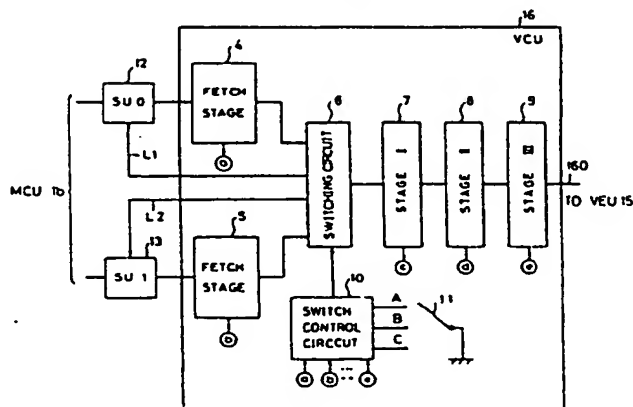 16
VCU
12
SU 0
4
FETCH
STAGE
6
SWITCHING CIRCUIT
7
STAGE I
8
STAGE II
9
STAGE III
160
TO VEU 15
L1
a
MCU 1b
L2
13
SU 1
5
FETCH
STAGE
b
c
d
e
10
SWITCH
CONTROL
CIRCCUT
A
B
C
11
a b --- e